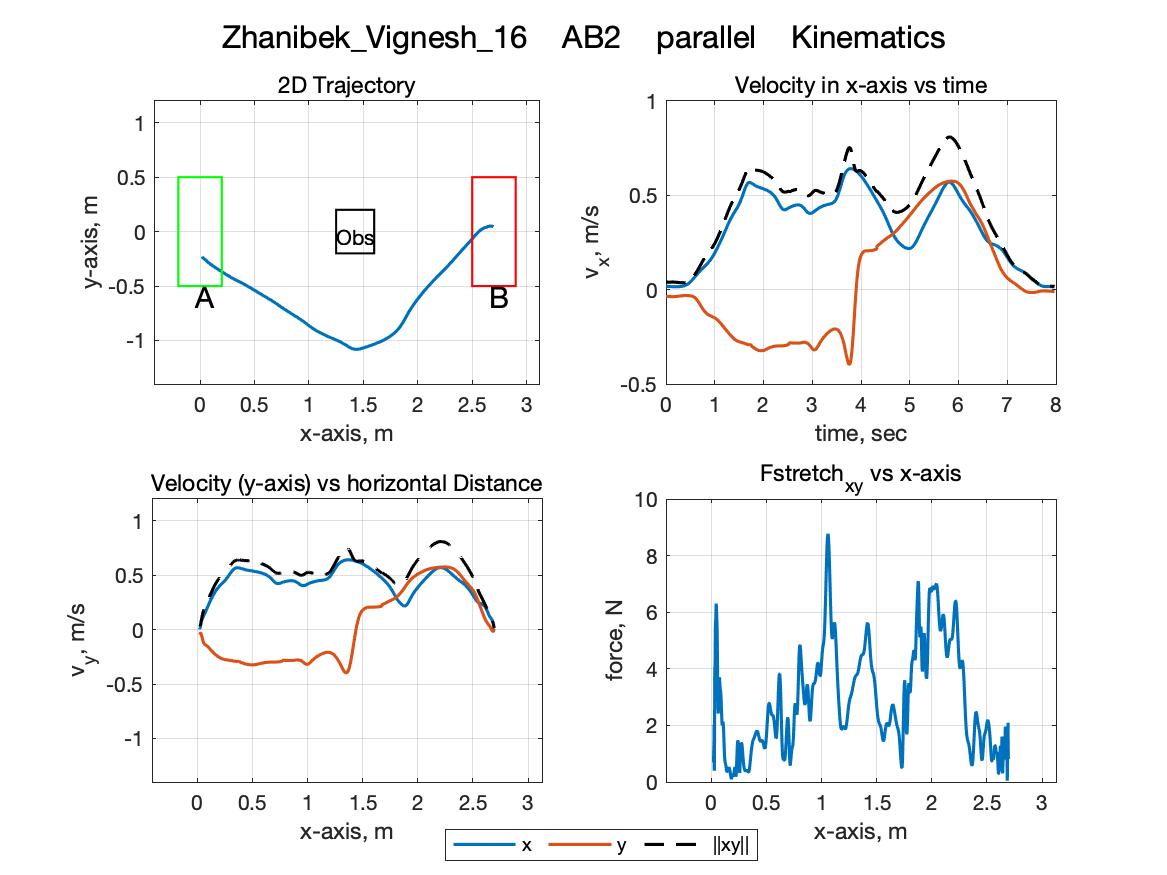 Zhanibek_Vignesh_16 AB2 parallel Kinematics
2D Trajectory
y-axis, m
1
0.5
0
-0.5
-1
Obs
A
B
0 0.5 1 1.5 2 2.5 3
x-axis, m
Velocity in x-axis vs time
v_x, m/s
1
0.5
0
-0.5
0 1 2 3 4 5 6 7 8
time, sec
Velocity (y-axis) vs horizontal Distance
v_y, m/s
1
0.5
0
-0.5
-1
0 0.5 1 1.5 2 2.5 3
x-axis, m
Fstretch_xy vs x-axis
force, N
10
8
6
4
2
0
0 0.5 1 1.5 2 2.5 3
x-axis, m
x y ||xy||